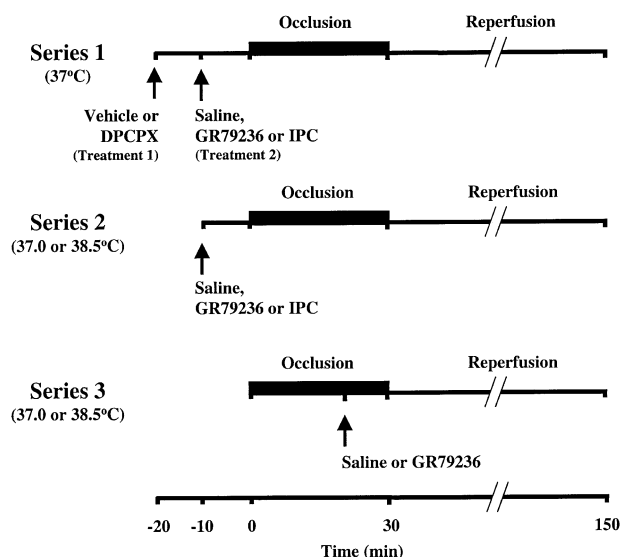 Occlusion Reperfusion
Series 1
(37°C)
Vehicle or Saline,
DPCPX GR79236 or IPC
(Treatment 1) (Treatment 2)
Occlusion Reperfusion
Series 2
(37.0 or 38.5°C)
Saline,
GR79236 or IPC
Occlusion Reperfusion
Series 3
(37.0 or 38.5°C)
Saline or GR79236
-20 -10 0 30 150
Time (min)